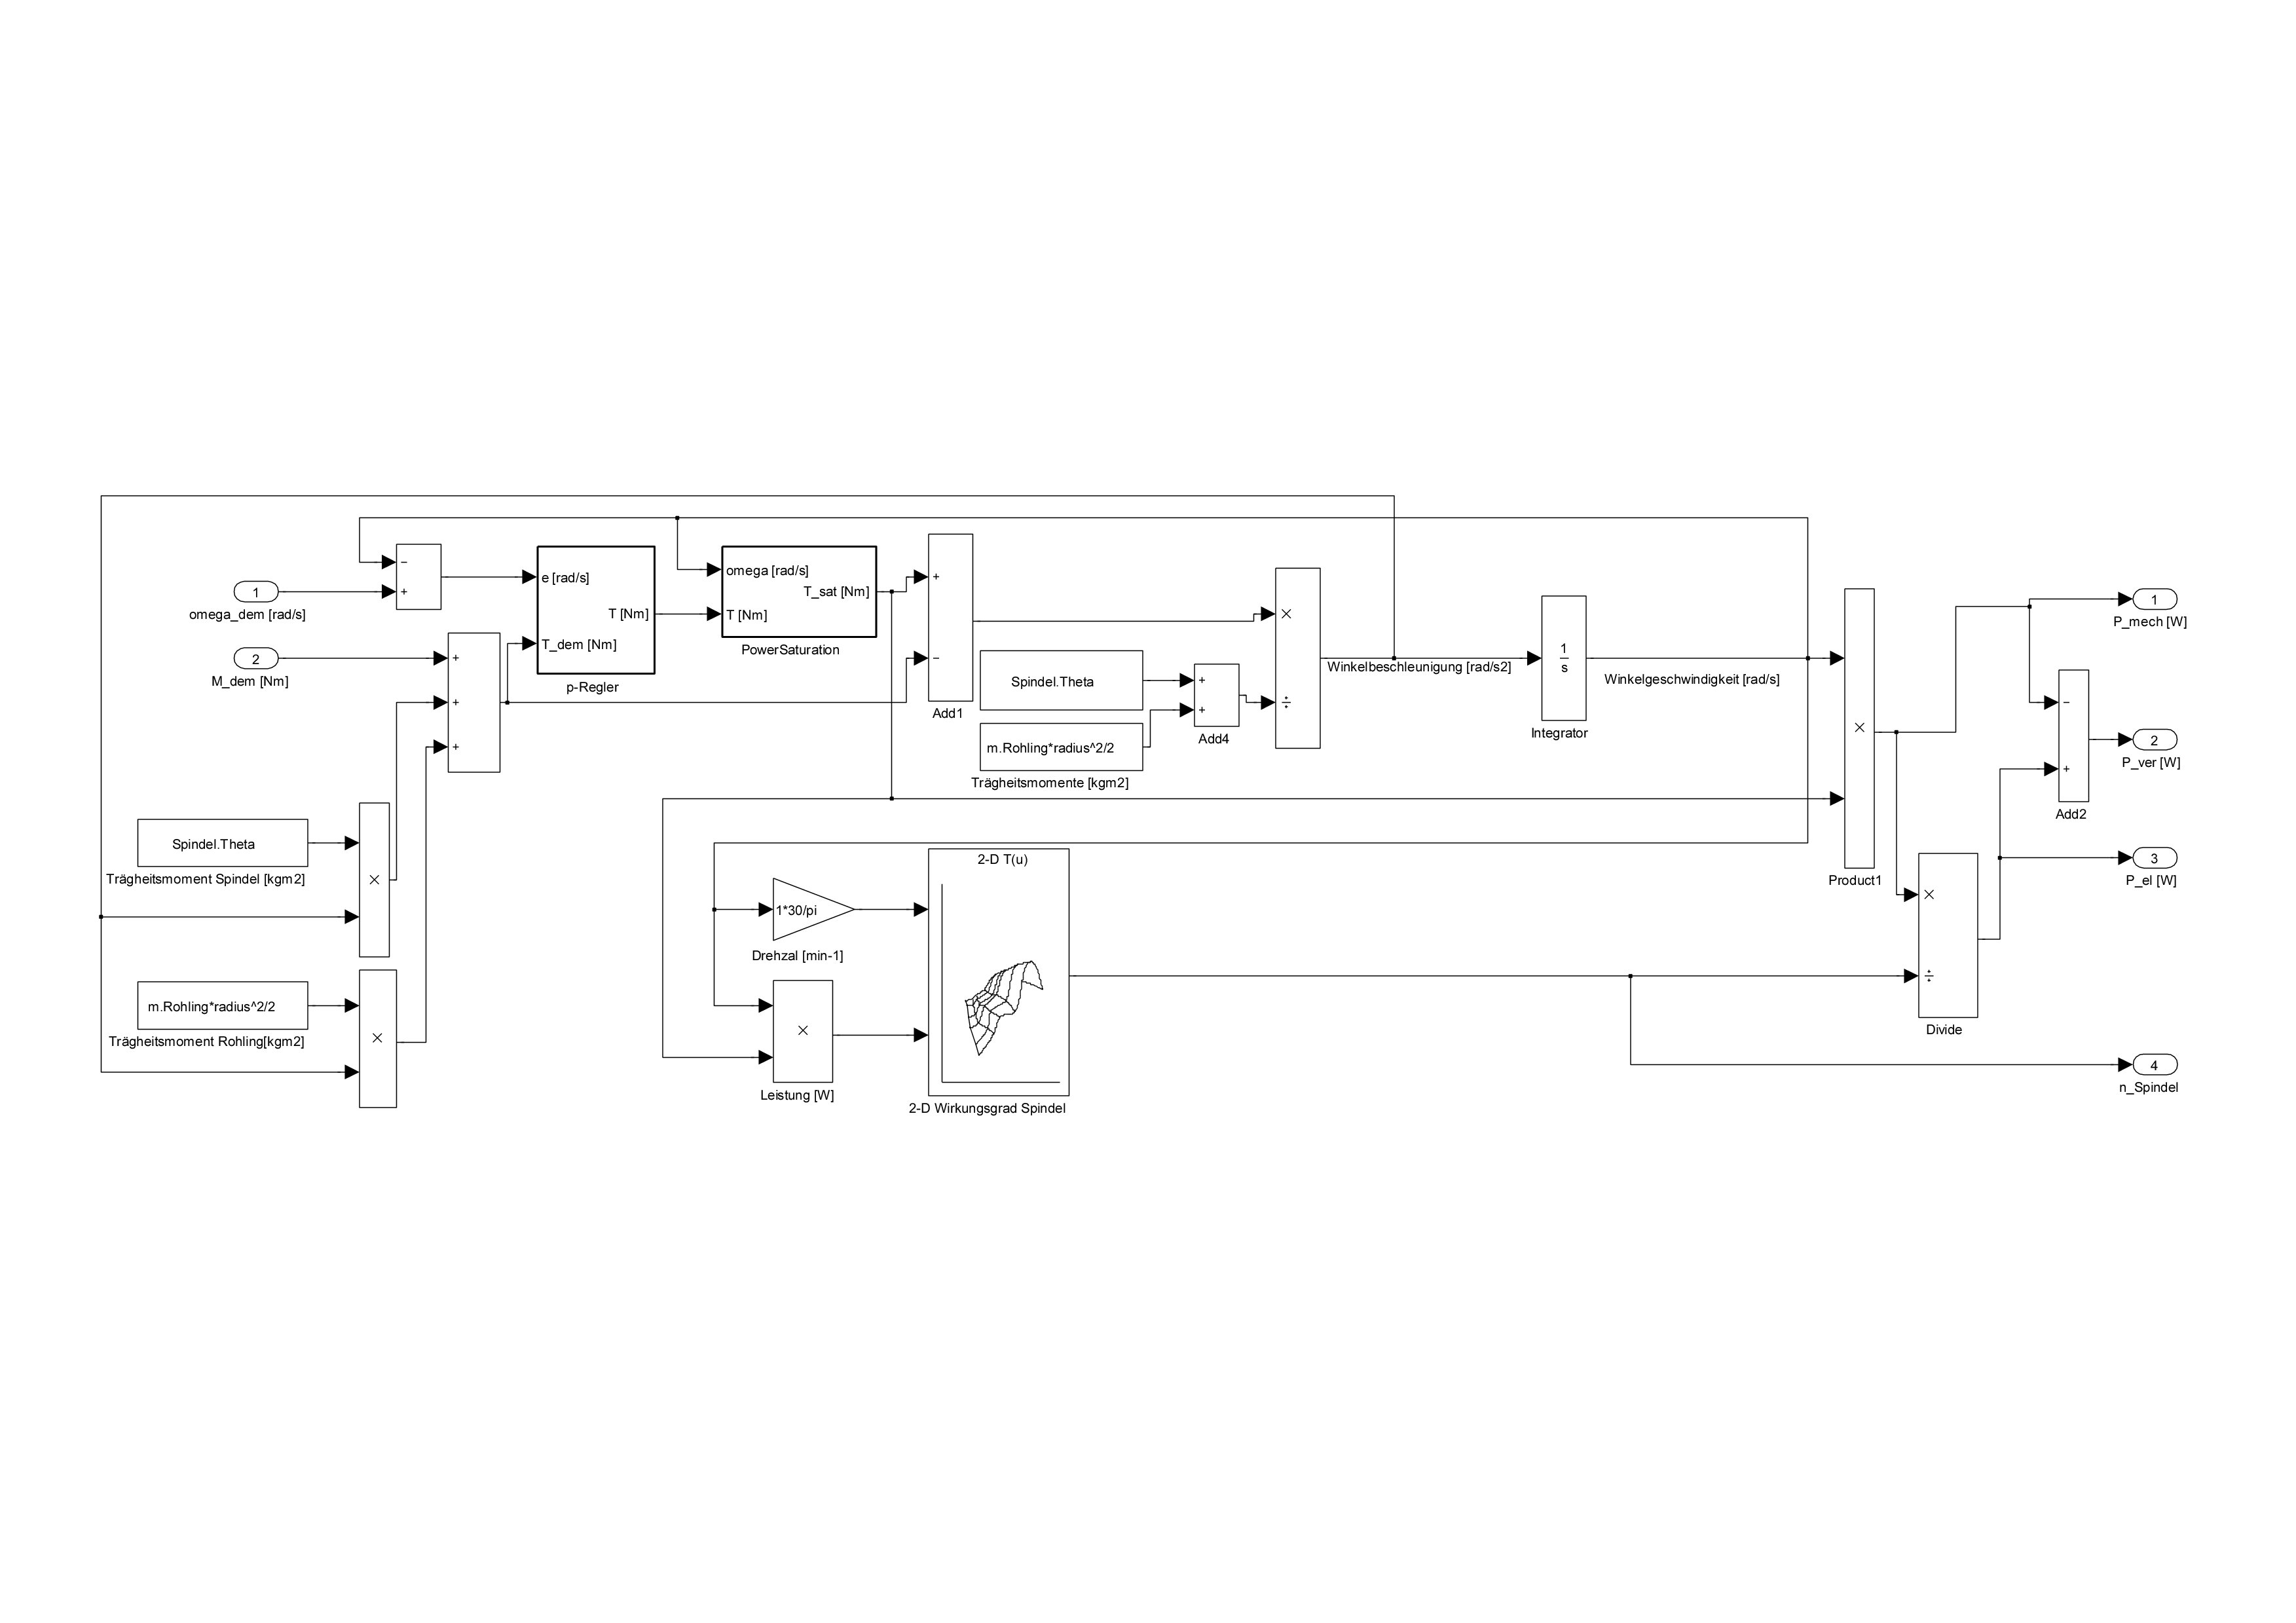 −
+
1
omega_dem [rad/s]
2
M_dem [Nm]
+
+
+
e [rad/s]
T [Nm]
T_dem [Nm]
p-Regler
omega [rad/s]
T_sat [Nm]
T [Nm]
PowerSaturation
+
−
Add1
Spindel.Theta
m.Rohling*radius^2/2
Trägheitsmomente [kgm2]
+
+
Add4
×
÷
Winkelbeschleunigung [rad/s2]
1
s
Integrator
Winkelgeschwindigkeit [rad/s]
×
Product1
1
P_mech [W]
−
+
Add2
2
P_ver [W]
3
P_el [W]
Spindel.Theta
Trägheitsmoment Spindel [kgm2]
×
m.Rohling*radius^2/2
Trägheitsmoment Rohling[kgm2]
×
1*30/pi
Drehzal [min-1]
×
Leistung [W]
2-D T(u)
2-D Wirkungsgrad Spindel
×
÷
Divide
4
n_Spindel